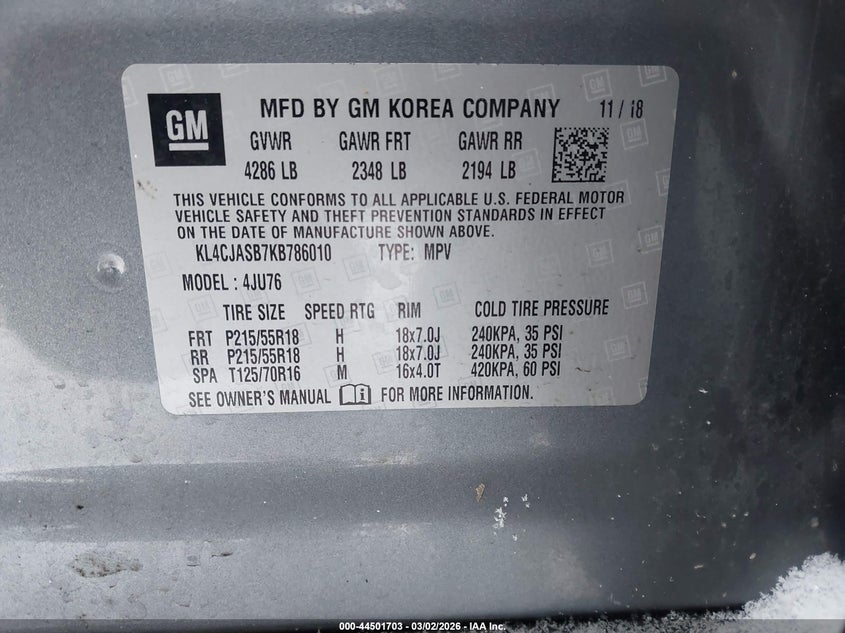 GM
MFD BY GM KOREA COMPANY 11 / 18
GVWR GAWR FRT GAWR RR
4286 LB 2348 LB 2194 LB
THIS VEHICLE CONFORMS TO ALL APPLICABLE U.S. FEDERAL MOTOR
VEHICLE SAFETY AND THEFT PREVENTION STANDARDS IN EFFECT
ON THE DATE OF MANUFACTURE SHOWN ABOVE.
KL4CJASB7KB786010 TYPE: MPV
MODEL : 4JU76
TIRE SIZE SPEED RTG RIM COLD TIRE PRESSURE
FRT P215/55R18 H 18x7.0J 240KPA, 35 PSI
RR P215/55R18 H 18x7.0J 240KPA, 35 PSI
SPA T125/70R16 M 16x4.0T 420KPA, 60 PSI
SEE OWNER'S MANUAL FOR MORE INFORMATION.
000-44501703 - 03/02/2026 - IAA Inc.